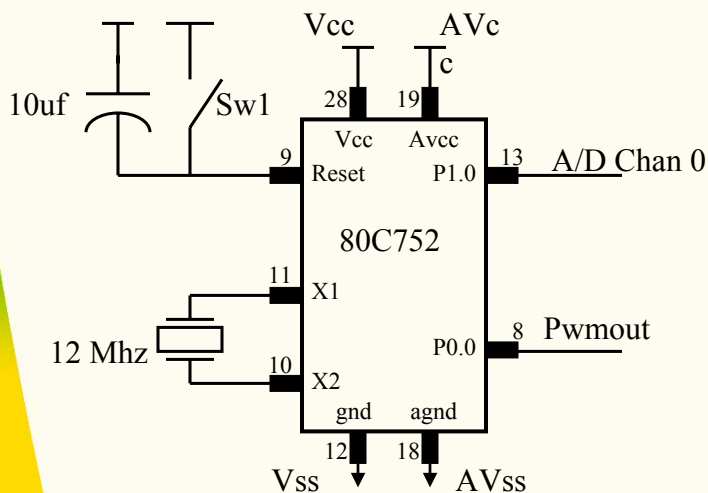 Vcc
AVc
c
10uf
Sw1
28
19
Vcc
Avcc
9
Reset
P1.0
13
A/D Chan 0
80C752
11
X1
12 Mhz
8
Pwmout
P0.0
10
X2
gnd
agnd
12
18
Vss
AVss